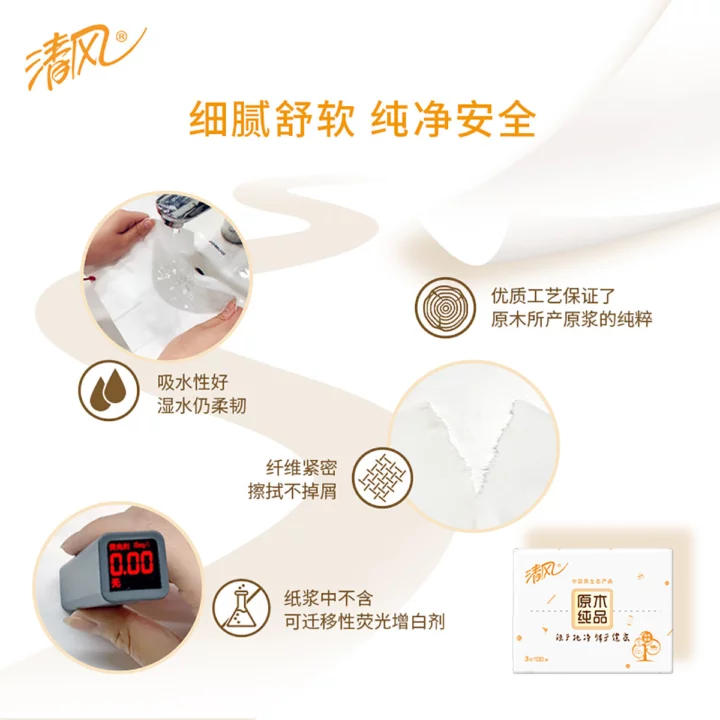 清风®
细腻舒软 纯净安全
优质工艺保证了
原木所产原浆的纯粹
吸水性好
湿水仍柔韧
纤维紧密
擦拭不掉屑
0.00
无
纸浆中不含
可迁移性荧光增白剂
清风
原木
纯品